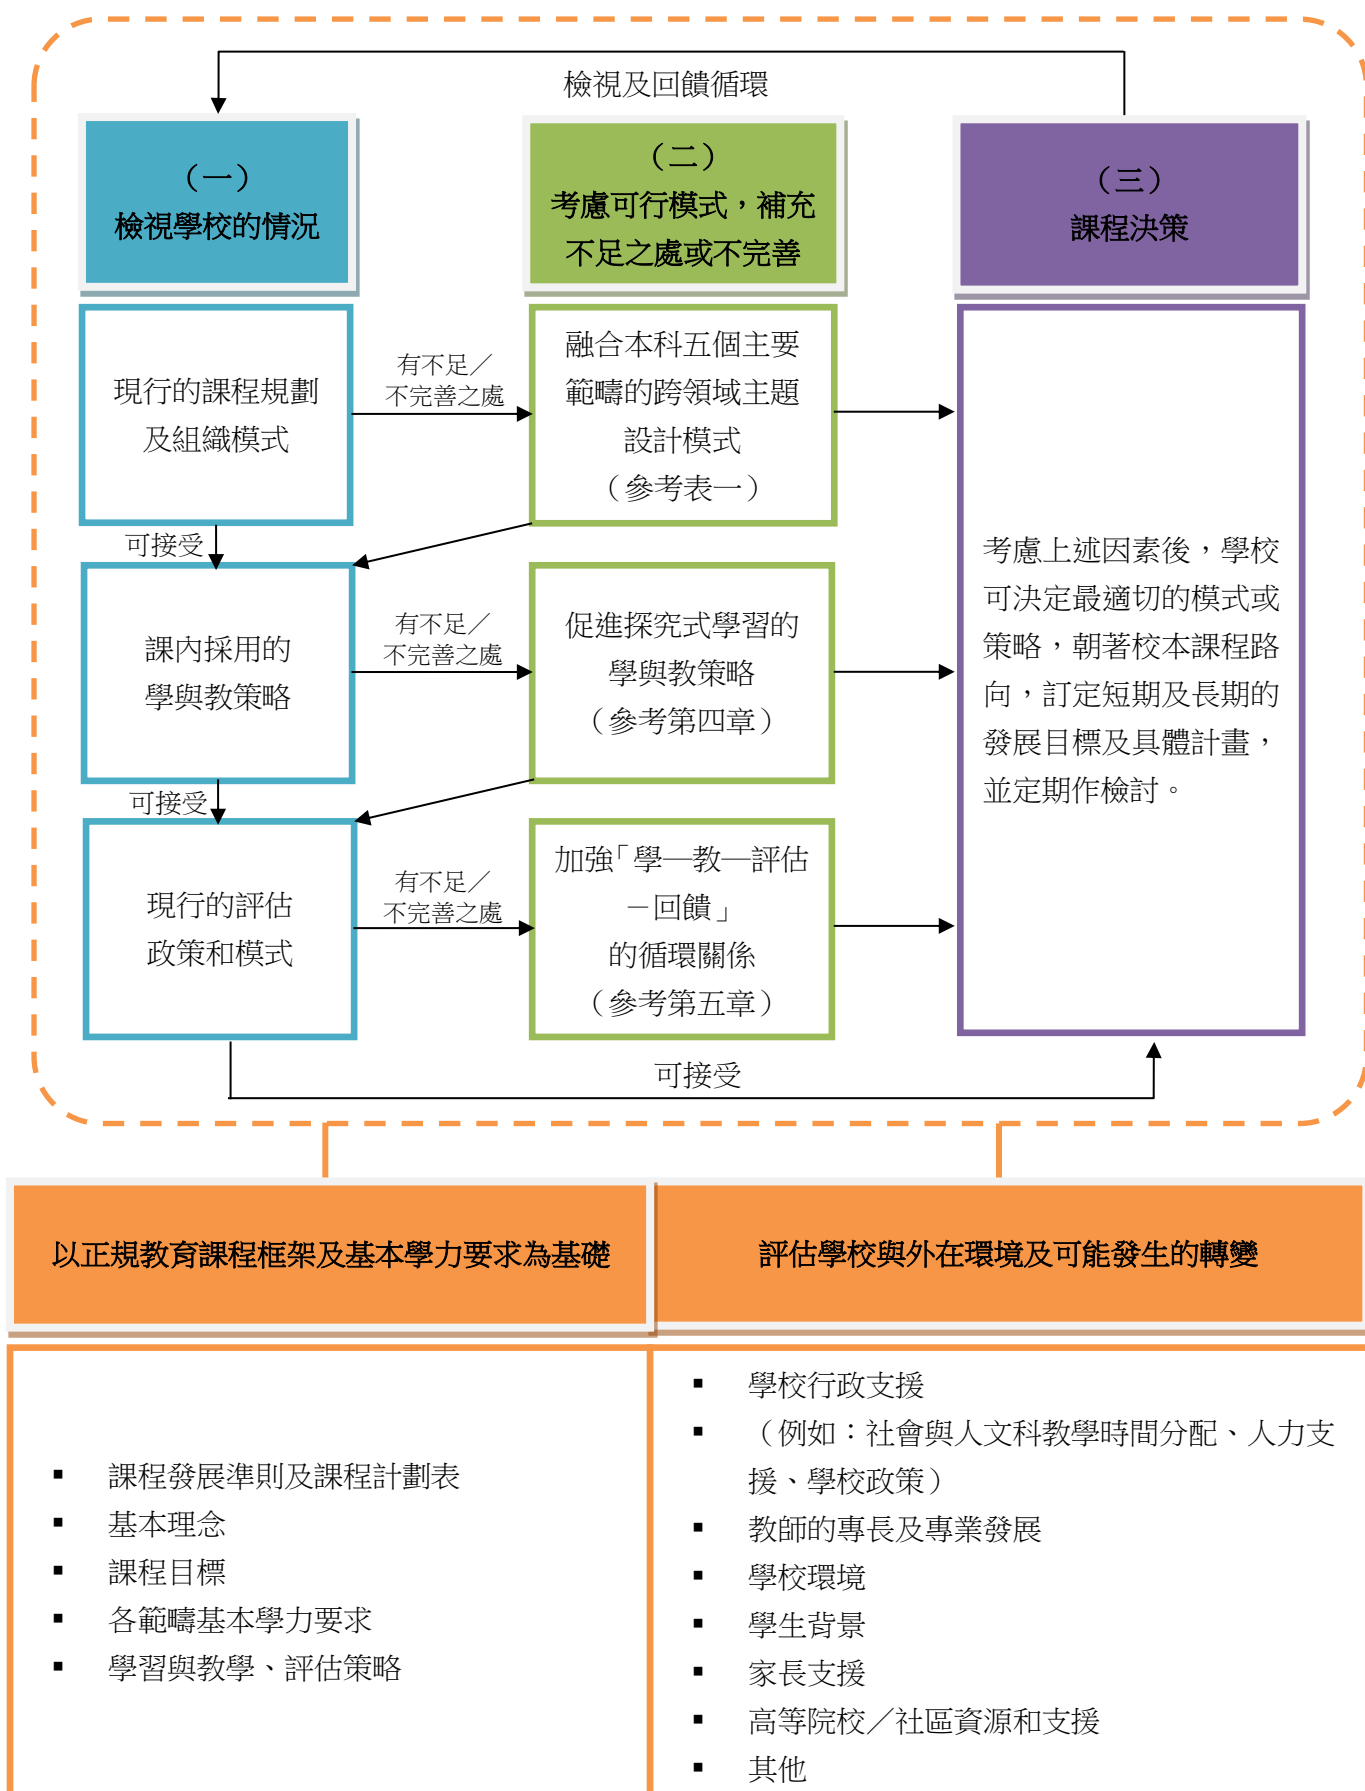 檢視及回饋循環
（一）
檢視學校的情況
（二）
考慮可行模式，補充
不足之處或不完善
（三）
課程決策
現行的課程規劃
及組織模式
有不足／
不完善之處
融合本科五個主要
範疇的跨領域主題
設計模式
（參考表一）
可接受
課內採用的
學與教策略
有不足／
不完善之處
促進探究式學習的
學與教策略
（參考第四章）
可接受
現行的評估
政策和模式
有不足／
不完善之處
加強「學—教—評估
－回饋」
的循環關係
（參考第五章）
考慮上述因素後，學校
可決定最適切的模式或
策略，朝著校本課程路
向，訂定短期及長期的
發展目標及具體計畫，
並定期作檢討。
可接受
以正規教育課程框架及基本學力要求為基礎
▪ 課程發展準則及課程計劃表
▪ 基本理念
▪ 課程目標
▪ 各範疇基本學力要求
▪ 學習與教學、評估策略
評估學校與外在環境及可能發生的轉變
▪ 學校行政支援
▪ （例如：社會與人文科教學時間分配、人力支
援、學校政策）
▪ 教師的專長及專業發展
▪ 學校環境
▪ 學生背景
▪ 家長支援
▪ 高等院校／社區資源和支援
▪ 其他